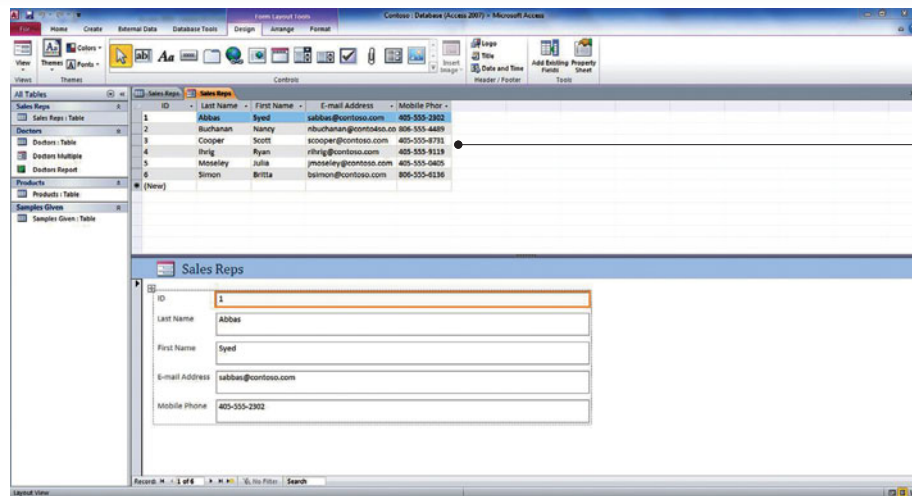 Form Layout Tools
Contoso : Database (Access 2007) - Microsoft Access
File Home Create External Data Database Tools Design Arrange Format
View
Themes
Colors
Fonts
Aa
Insert Image
Logo
Title
Date and Time
Add Existing Fields
Property Sheet
Views Themes Controls Header / Footer Tools
All Tables
Sales Reps
Sales Reps : Table
Doctors
Doctors : Table
Doctors Multiple
Doctors Report
Products
Products : Table
Samples Given
Samples Given : Table
Sales Reps Sales Reps
ID Last Name First Name E-mail Address Mobile Phor
1 Abbas Syed sabbas@contoso.com 405-555-2302
2 Buchanan Nancy nbuchanan@conto4so.co 806-555-4489
3 Cooper Scott scooper@contoso.com 405-555-8731
4 Ihrig Ryan rihrig@contoso.com 405-555-9119
5 Moseley Julia jmoseley@contoso.com 405-555-0405
6 Simon Britta bsimon@contoso.com 806-555-6136
(New)
Sales Reps
ID 1
Last Name Abbas
First Name Syed
E-mail Address sabbas@contoso.com
Mobile Phone 405-555-2302
Record: 1 of 6 No Filter Search
Layout View